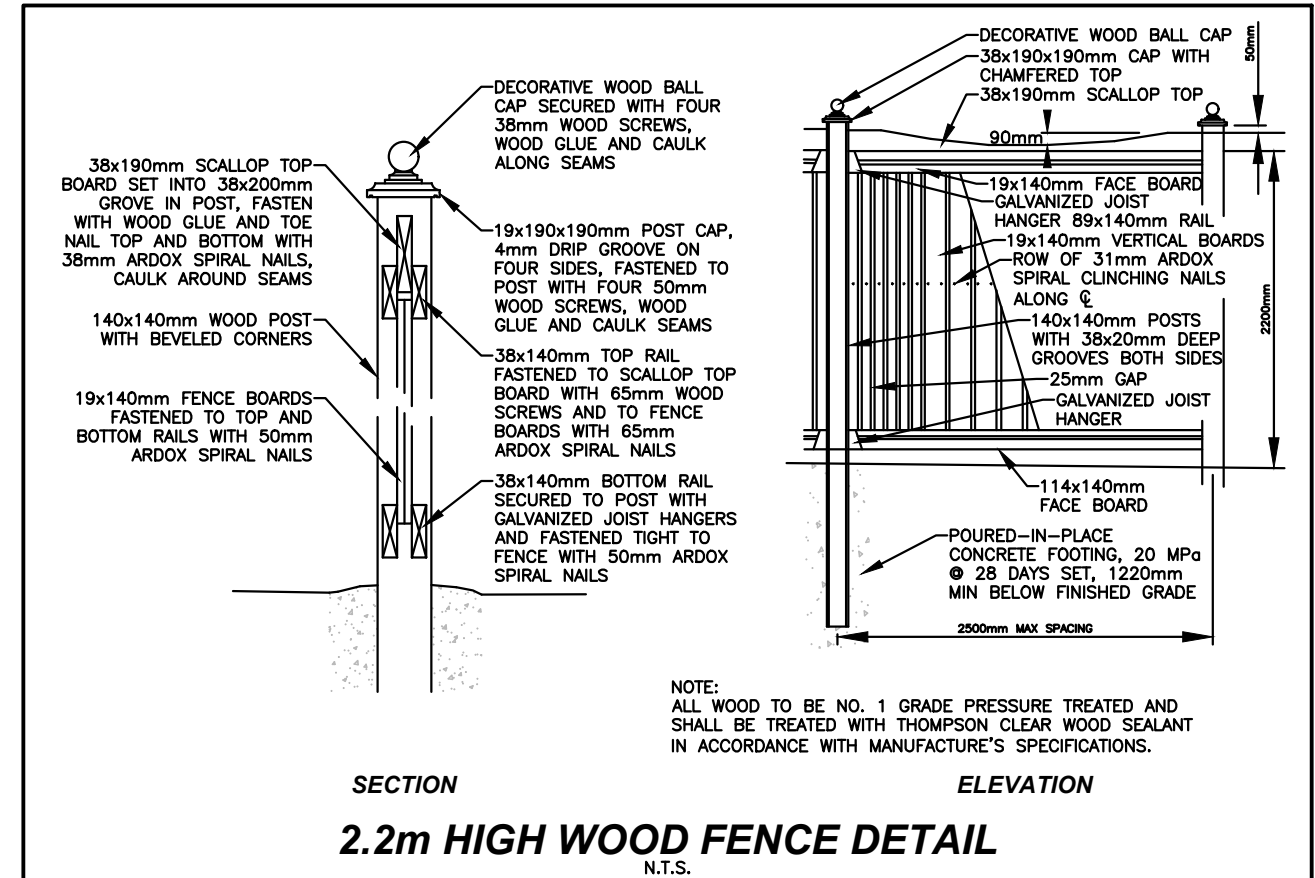 DECORATIVE WOOD BALL
CAP SECURED WITH FOUR
38mm WOOD SCREWS,
WOOD GLUE AND CAULK
ALONG SEAMS
38x190mm SCALLOP TOP
BOARD SET INTO 38x200mm
GROVE IN POST, FASTEN
WITH WOOD GLUE AND TOE
NAIL TOP AND BOTTOM WITH
38mm ARDOX SPIRAL NAILS,
CAULK AROUND SEAMS
140x140mm WOOD POST
WITH BEVELED CORNERS
19x140mm FENCE BOARDS
FASTENED TO TOP AND
BOTTOM RAILS WITH 50mm
ARDOX SPIRAL NAILS
19x190x190mm POST CAP,
4mm DRIP GROOVE ON
FOUR SIDES, FASTENED TO
POST WITH FOUR 50mm
WOOD SCREWS, WOOD
GLUE AND CAULK SEAMS
38x140mm TOP RAIL
FASTENED TO SCALLOP TOP
BOARD WITH 65mm WOOD
SCREWS AND TO FENCE
BOARDS WITH 65mm
ARDOX SPIRAL NAILS
38x140mm BOTTOM RAIL
SECURED TO POST WITH
GALVANIZED JOIST HANGERS
AND FASTENED TIGHT TO
FENCE WITH 50mm ARDOX
SPIRAL NAILS
DECORATIVE WOOD BALL CAP
38x190x190mm CAP WITH
CHAMFERED TOP
38x190mm SCALLOP TOP
50mm
90mm
19x140mm FACE BOARD
GALVANIZED JOIST
HANGER 89x140mm RAIL
19x140mm VERTICAL BOARDS
ROW OF 31mm ARDOX
SPIRAL CLINCHING NAILS
ALONG ℄
140x140mm POSTS
WITH 38x20mm DEEP
GROOVES BOTH SIDES
25mm GAP
GALVANIZED JOIST
HANGER
2200mm
114x140mm
FACE BOARD
POURED-IN-PLACE
CONCRETE FOOTING, 20 MPa
@ 28 DAYS SET, 1220mm
MIN BELOW FINISHED GRADE
2500mm MAX SPACING
NOTE:
ALL WOOD TO BE NO. 1 GRADE PRESSURE TREATED AND
SHALL BE TREATED WITH THOMPSON CLEAR WOOD SEALANT
IN ACCORDANCE WITH MANUFACTURE'S SPECIFICATIONS.
SECTION
ELEVATION
2.2m HIGH WOOD FENCE DETAIL
N.T.S.